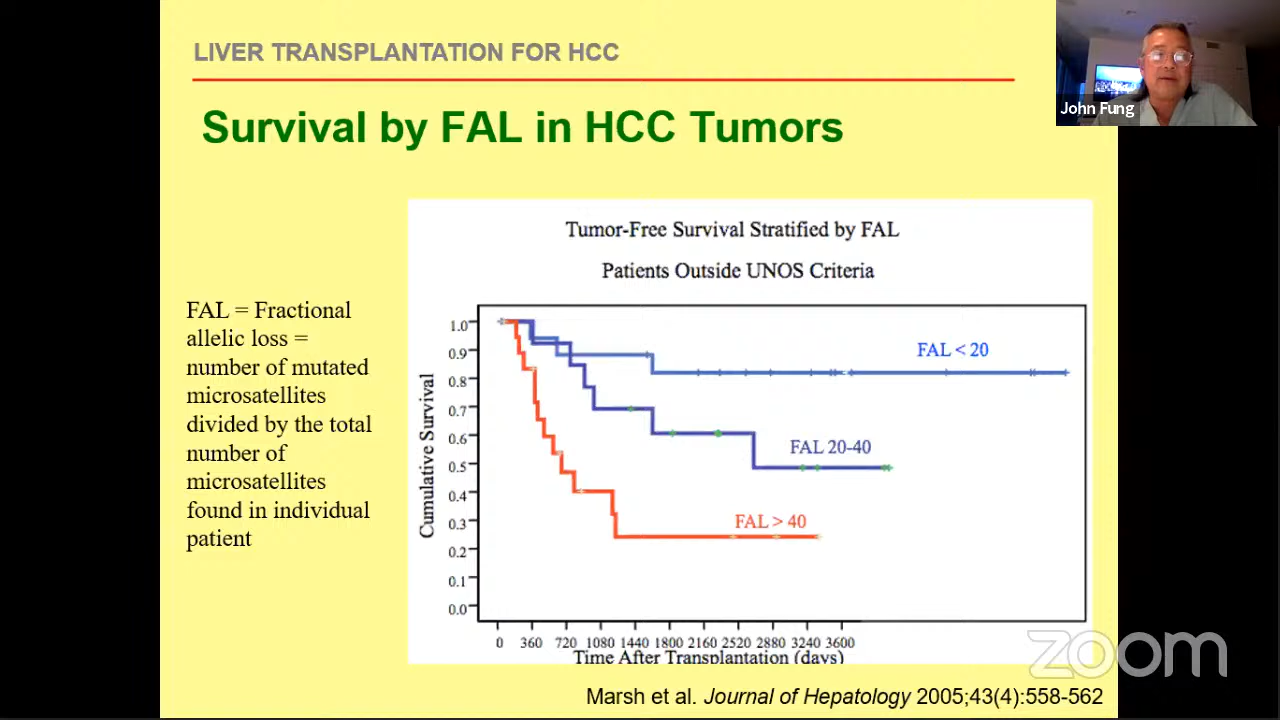 LIVER TRANSPLANTATION FOR HCC
John Fung
Survival by FAL in HCC Tumors
Tumor-Free Survival Stratified by FAL
Patients Outside UNOS Criteria
FAL = Fractional
allelic loss =
number of mutated
microsatellites
divided by the total
number of
microsatellites
found in individual
patient
Cumulative Survival
1.0
0.9
0.8
0.7
0.6
0.5
0.4
0.3
0.2
0.1
0.0
FAL < 20
FAL 20-40
FAL > 40
0 360 720 1080 1440 1800 2160 2520 2880 3240 3600
Time After Transplantation (days)
zoom
Marsh et al. Journal of Hepatology 2005;43(4):558-562